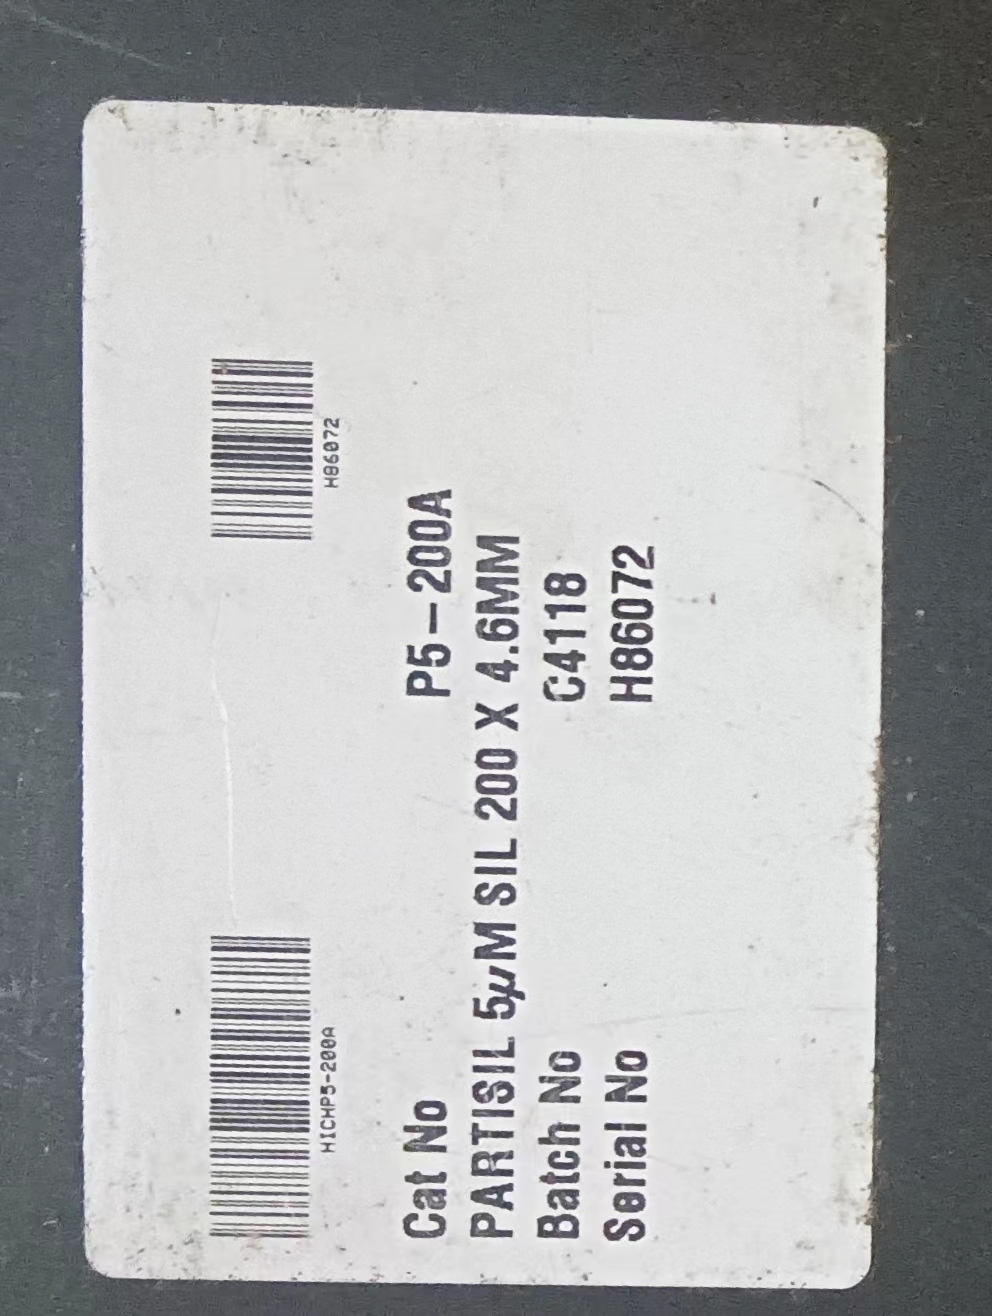 HICHP5-200A H86072
Cat No P5-200A
PARTISIL 5μM SIL 200 X 4.6MM
Batch No C4118
Serial No H86072